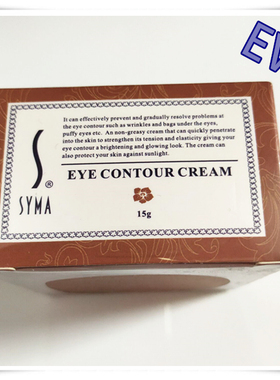 EV
It can effectively prevent and gradually resolve problems at
the eye contour such as wrinkles and bags under the eyes,
puffy eyes etc. An non-greasy cream that can quickly penetrate
into the skin to strengthen its tension and elasticity giving your
eye contour a brightening and glowing look. The cream can
also protect your skin against sunlight.
S®
SYMA
EYE CONTOUR CREAM
15g